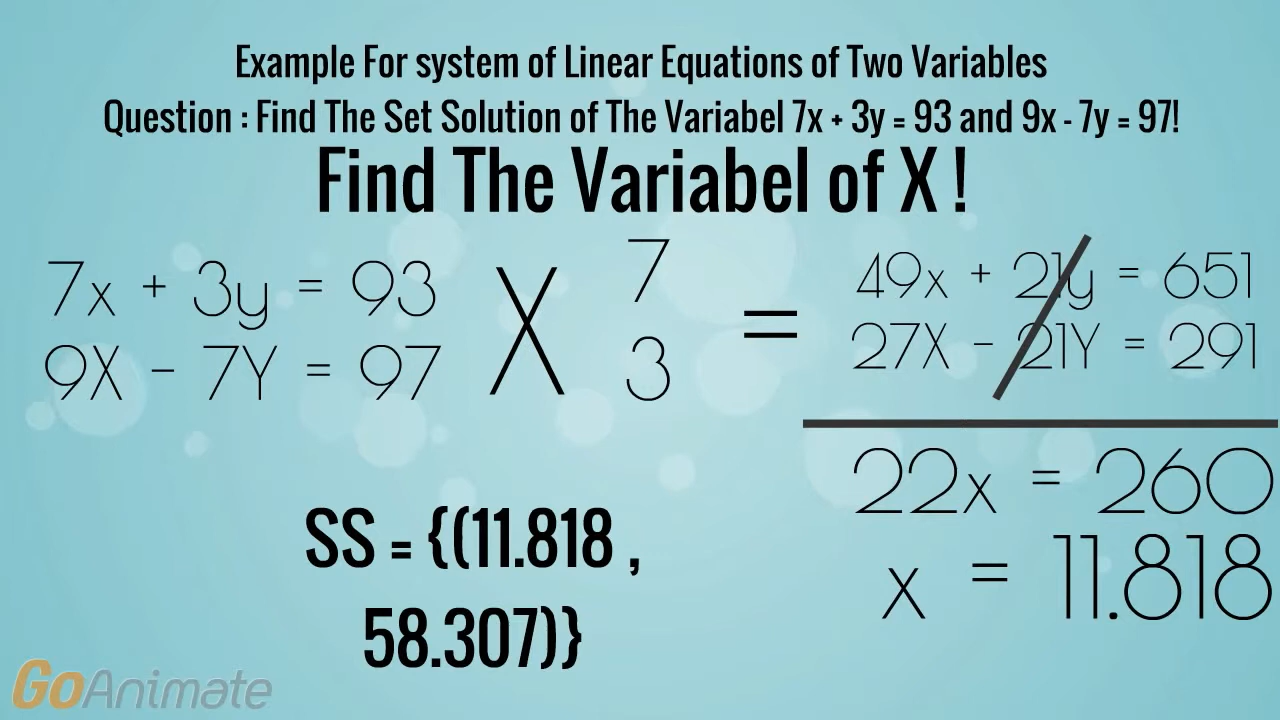 Example For system of Linear Equations of Two Variables
Question : Find The Set Solution of The Variabel 7x + 3y = 93 and 9x - 7y = 97!
Find The Variabel of X !
7x + 3y = 93
9X - 7Y = 97
X
7
3
=
49x + 21y = 651
27X - 21Y = 291
22x = 260
x = 11.818
SS = {(11.818 ,
58.307)}
GoAnimate